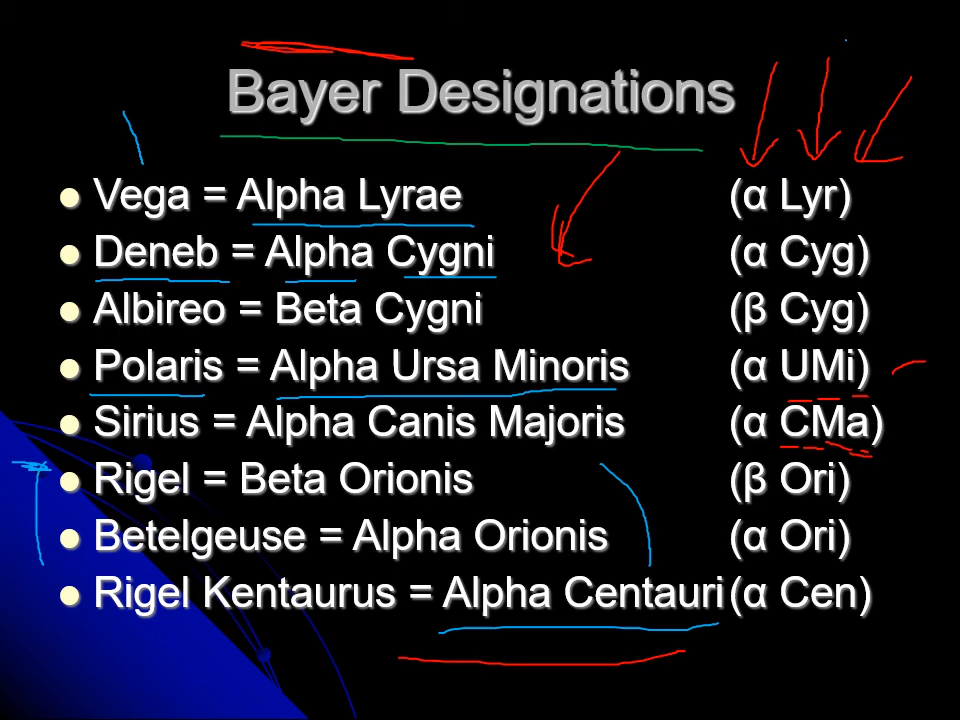 Bayer Designations
Vega = Alpha Lyrae (α Lyr)
Deneb = Alpha Cygni (α Cyg)
Albireo = Beta Cygni (β Cyg)
Polaris = Alpha Ursa Minoris (α UMi)
Sirius = Alpha Canis Majoris (α CMa)
Rigel = Beta Orionis (β Ori)
Betelgeuse = Alpha Orionis (α Ori)
Rigel Kentaurus = Alpha Centauri (α Cen)